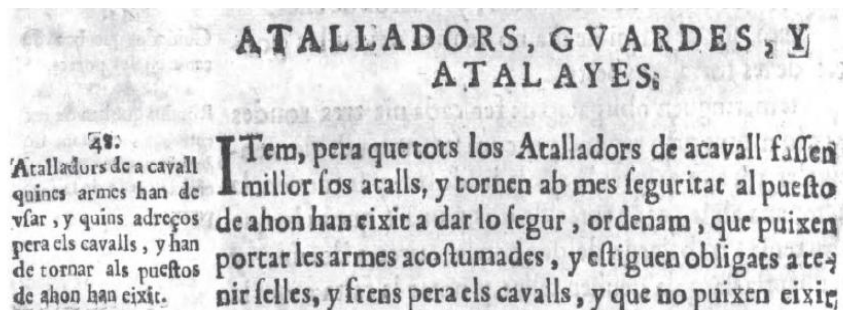 ATALLADORS, GVARDES, Y
ATALAYES.
48.
Atalladors de a cavall
quines armes han de
vſar, y quins adreços
pera els cavalls, y han
de tornar als pueſtos
de ahon han eixit.
ITem, pera que tots los Atalladors de acavall faſſen
millor ſos atalls, y tornen ab mes ſeguritat al pueſto
de ahon han eixit a dar lo ſegur, ordenam, que puixen
portar les armes acoſtumades, y eſtiguen obligats a te-
nir ſelles, y frens pera els cavalls, y que no puixen eixir